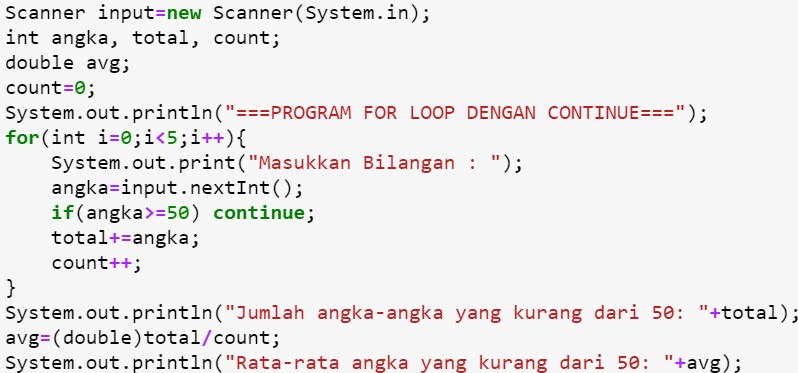 Scanner input=new Scanner(System.in);
int angka, total, count;
double avg;
count=0;
System.out.println("===PROGRAM FOR LOOP DENGAN CONTINUE===");
for(int i=0;i<5;i++){
    System.out.print("Masukkan Bilangan : ");
    angka=input.nextInt();
    if(angka>=50) continue;
    total+=angka;
    count++;
}
System.out.println("Jumlah angka-angka yang kurang dari 50: "+total);
avg=(double)total/count;
System.out.println("Rata-rata angka yang kurang dari 50: "+avg);